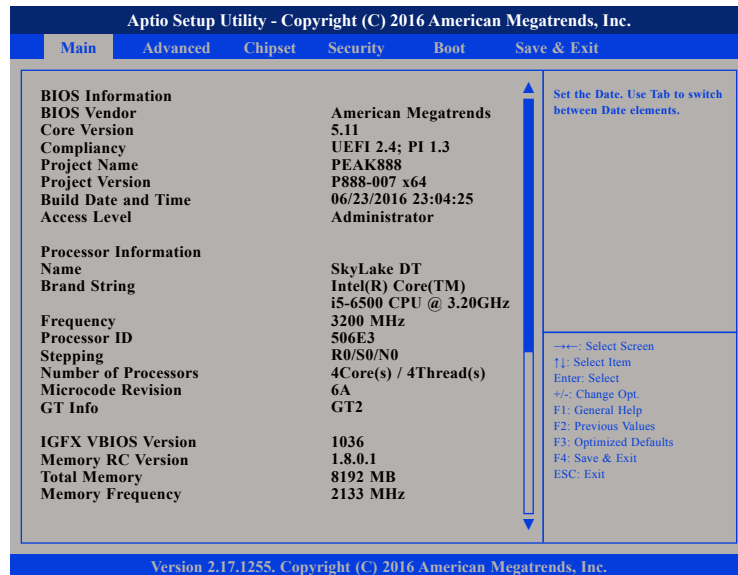 Aptio Setup Utility - Copyright (C) 2016 American Megatrends, Inc.
Main Advanced Chipset Security Boot Save & Exit
BIOS Information
BIOS Vendor American Megatrends
Core Version 5.11
Compliancy UEFI 2.4; PI 1.3
Project Name PEAK888
Project Version P888-007 x64
Build Date and Time 06/23/2016 23:04:25
Access Level Administrator
Processor Information
Name SkyLake DT
Brand String Intel(R) Core(TM)
i5-6500 CPU @ 3.20GHz
Frequency 3200 MHz
Processor ID 506E3
Stepping R0/S0/N0
Number of Processors 4Core(s) / 4Thread(s)
Microcode Revision 6A
GT Info GT2
IGFX VBIOS Version 1036
Memory RC Version 1.8.0.1
Total Memory 8192 MB
Memory Frequency 2133 MHz
Set the Date. Use Tab to switch
between Date elements.
→←: Select Screen
↑↓: Select Item
Enter: Select
+/-: Change Opt.
F1: General Help
F2: Previous Values
F3: Optimized Defaults
F4: Save & Exit
ESC: Exit
Version 2.17.1255. Copyright (C) 2016 American Megatrends, Inc.